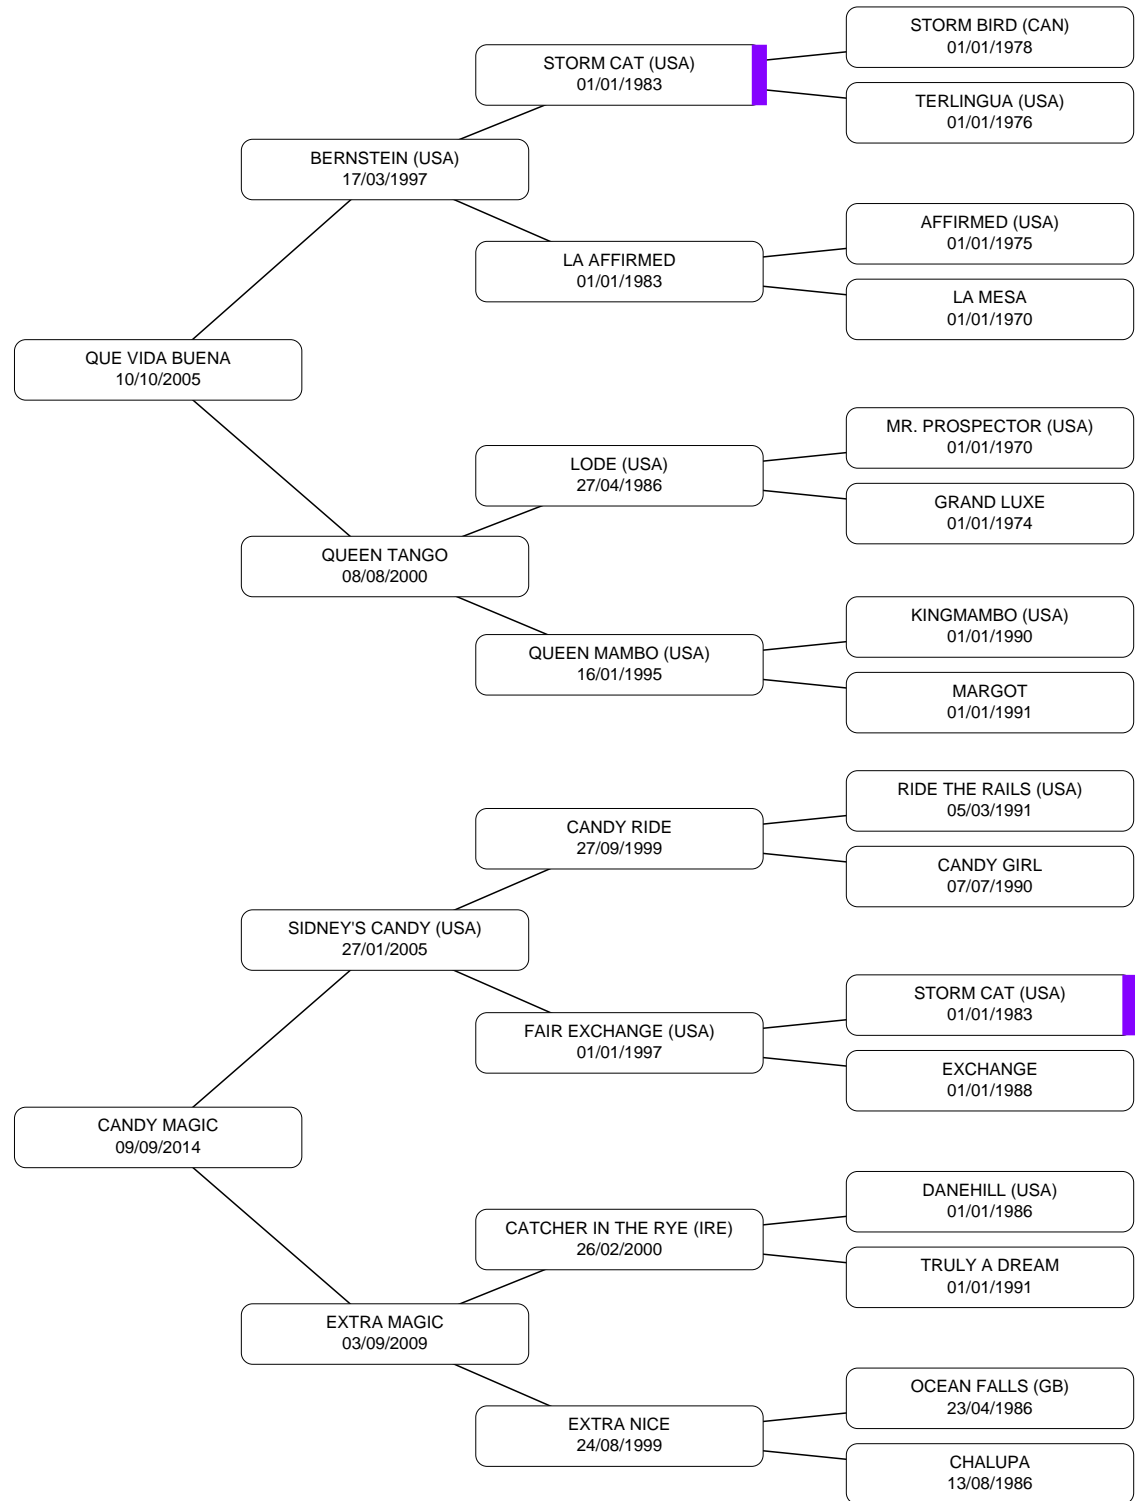 STORM BIRD (CAN)
01/01/1978
STORM CAT (USA)
01/01/1983
TERLINGUA (USA)
01/01/1976
BERNSTEIN (USA)
17/03/1997
AFFIRMED (USA)
01/01/1975
LA AFFIRMED
01/01/1983
LA MESA
01/01/1970
QUE VIDA BUENA
10/10/2005
MR. PROSPECTOR (USA)
01/01/1970
LODE (USA)
27/04/1986
GRAND LUXE
01/01/1974
QUEEN TANGO
08/08/2000
KINGMAMBO (USA)
01/01/1990
QUEEN MAMBO (USA)
16/01/1995
MARGOT
01/01/1991
RIDE THE RAILS (USA)
05/03/1991
CANDY RIDE
27/09/1999
CANDY GIRL
07/07/1990
SIDNEY'S CANDY (USA)
27/01/2005
STORM CAT (USA)
01/01/1983
FAIR EXCHANGE (USA)
01/01/1997
EXCHANGE
01/01/1988
CANDY MAGIC
09/09/2014
DANEHILL (USA)
01/01/1986
CATCHER IN THE RYE (IRE)
26/02/2000
TRULY A DREAM
01/01/1991
EXTRA MAGIC
03/09/2009
OCEAN FALLS (GB)
23/04/1986
EXTRA NICE
24/08/1999
CHALUPA
13/08/1986